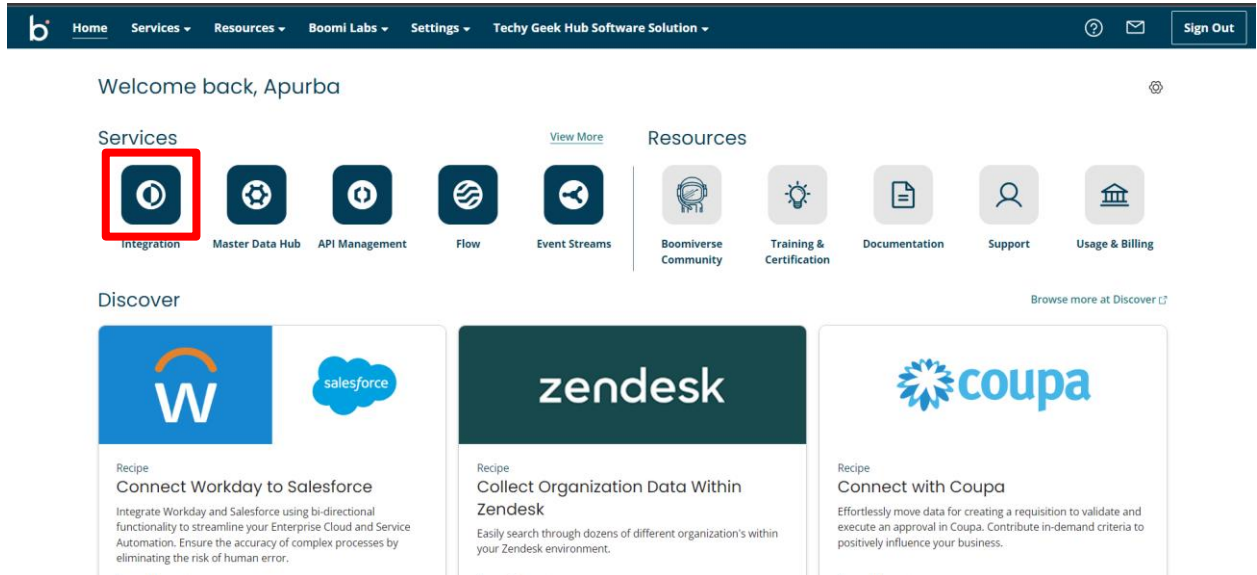 b Home Services Resources Boomi Labs Settings Techy Geek Hub Software Solution Sign Out
Welcome back, Apurba
Services View More Resources
Integration Master Data Hub API Management Flow Event Streams Boomiverse Community Training & Certification Documentation Support Usage & Billing
Discover Browse more at Discover
W salesforce
zendesk
coupa
Recipe
Connect Workday to Salesforce
Integrate Workday and Salesforce using bi-directional
functionality to streamline your Enterprise Cloud and Service
Automation. Ensure the accuracy of complex processes by
eliminating the risk of human error.
Recipe
Collect Organization Data Within
Zendesk
Easily search through dozens of different organization's within
your Zendesk environment.
Recipe
Connect with Coupa
Effortlessly move data for creating a requisition to validate and
execute an approval in Coupa. Contribute in-demand criteria to
positively influence your business.